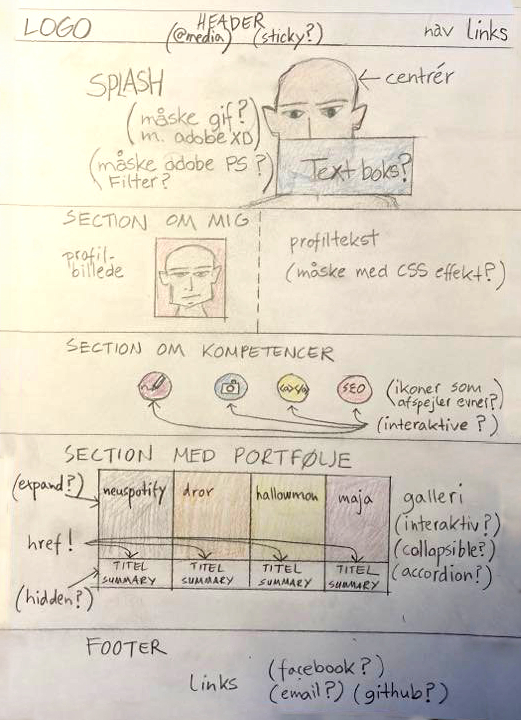 LOGO
HEADER
(@media) (sticky?)
nav links
SPLASH
← centrér
(måske gif?
m. adobe XD)
(måske adobe PS?)
Filter?
Text boks?
SECTION OM MIG
profil-
billede
profiltekst
(måske med CSS effekt?)
SECTION OM KOMPETENCER
SEO
(ikoner som
afspejler evner?)
(interaktive?)
SECTION MED PORTFØLJE
(expand?)
neuspotify
dror
hallowmon
maja
galleri
(interaktiv?)
(collapsible?)
(accordion?)
href!
TITEL
SUMMARY
TITEL
SUMMARY
TITEL
SUMMARY
TITEL
SUMMARY
(hidden?)
FOOTER
links
(facebook?)
(email?) (github?)